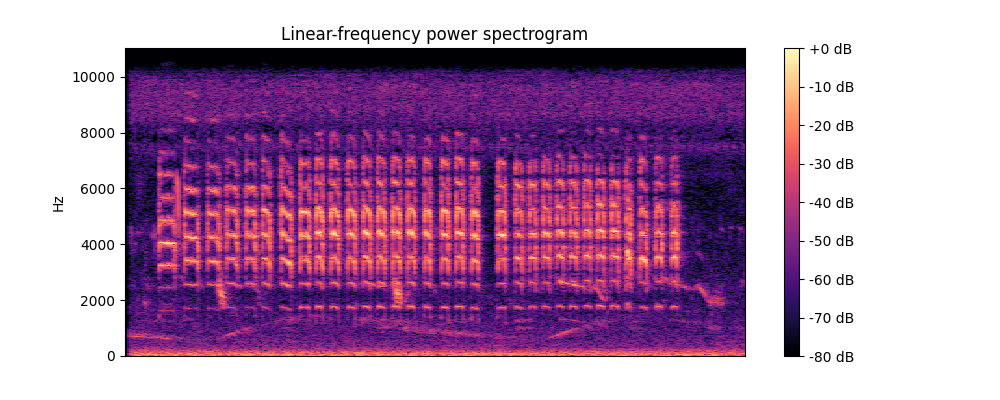 Linear-frequency power spectrogram
Hz
10000
8000
6000
4000
2000
0
+0 dB
-10 dB
-20 dB
-30 dB
-40 dB
-50 dB
-60 dB
-70 dB
-80 dB